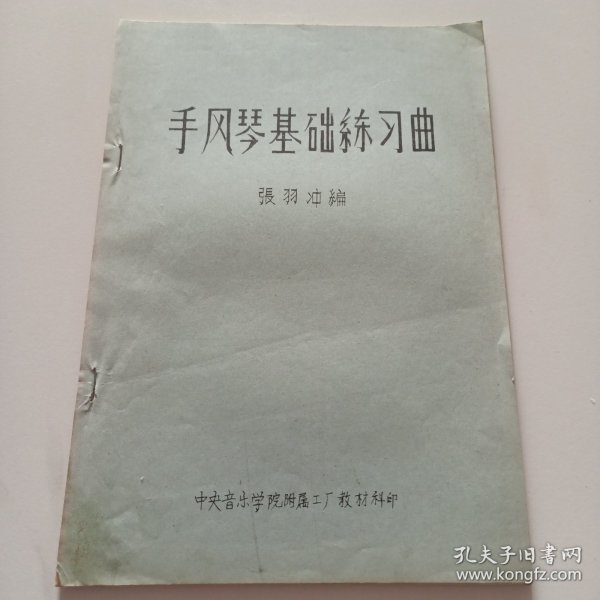 手风琴基础練习曲
張羽冲編
中央音乐学院附属工厂教材科印
孔夫子旧书网
www.kongfz.com